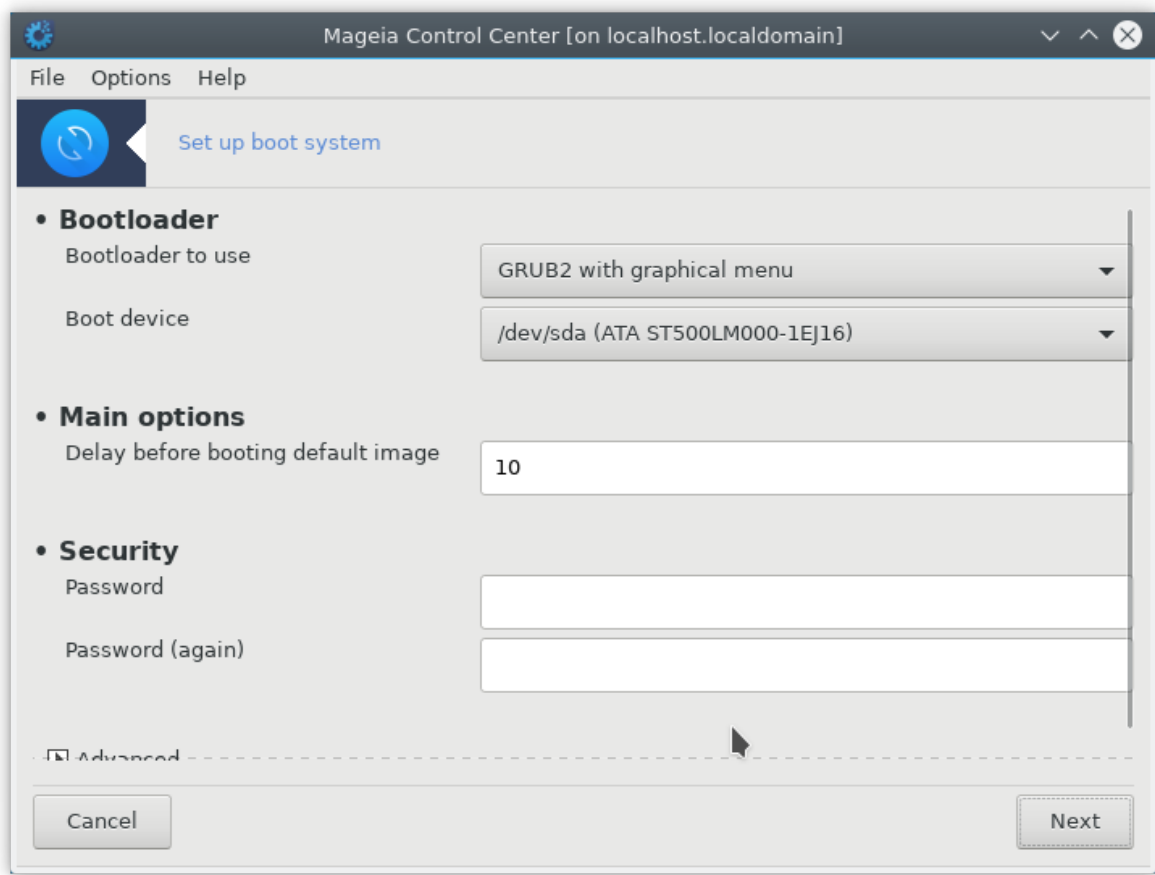 Mageia Control Center [on localhost.localdomain]
File Options Help
Set up boot system
• Bootloader
Bootloader to use
GRUB2 with graphical menu
Boot device
/dev/sda (ATA ST500LM000-1EJ16)
• Main options
Delay before booting default image
10
• Security
Password
Password (again)
Advanced
Cancel Next